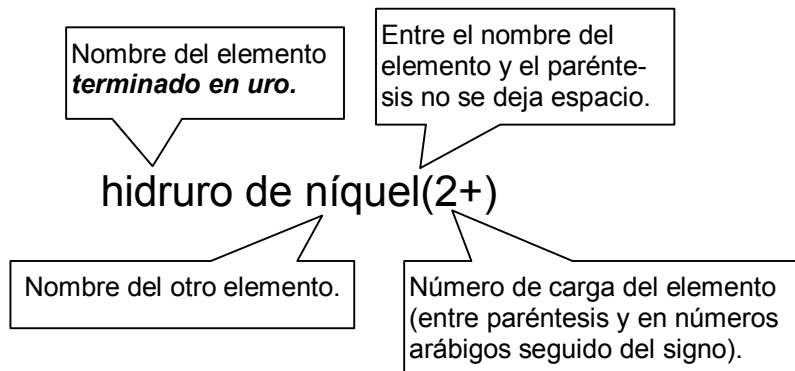 Nombre del elemento
terminado en uro.
Entre el nombre del
elemento y el parénte-
sis no se deja espacio.
hidruro de níquel(2+)
Nombre del otro elemento.
Número de carga del elemento
(entre paréntesis y en números
arábigos seguido del signo).